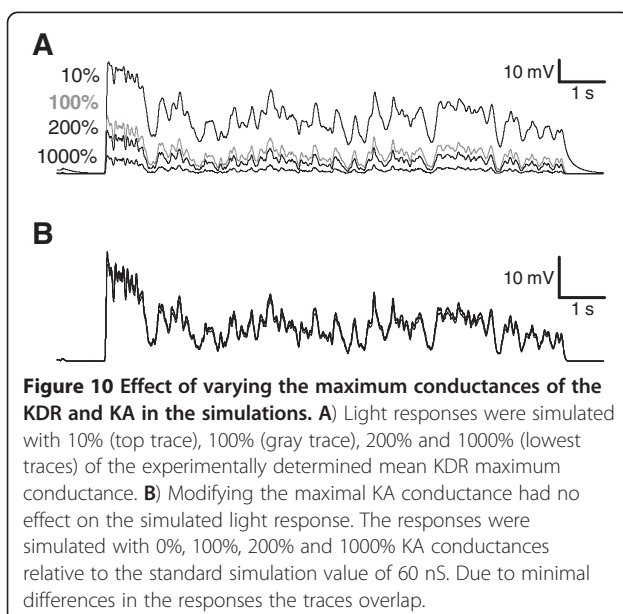 A
10%
100%
200%
1000%
10 mV
1 s
B
10 mV
1 s
Figure 10 Effect of varying the maximum conductances of the
KDR and KA in the simulations. A) Light responses were simulated
with 10% (top trace), 100% (gray trace), 200% and 1000% (lowest
traces) of the experimentally determined mean KDR maximum
conductance. B) Modifying the maximal KA conductance had no
effect on the simulated light response. The responses were
simulated with 0%, 100%, 200% and 1000% KA conductances
relative to the standard simulation value of 60 nS. Due to minimal
differences in the responses the traces overlap.